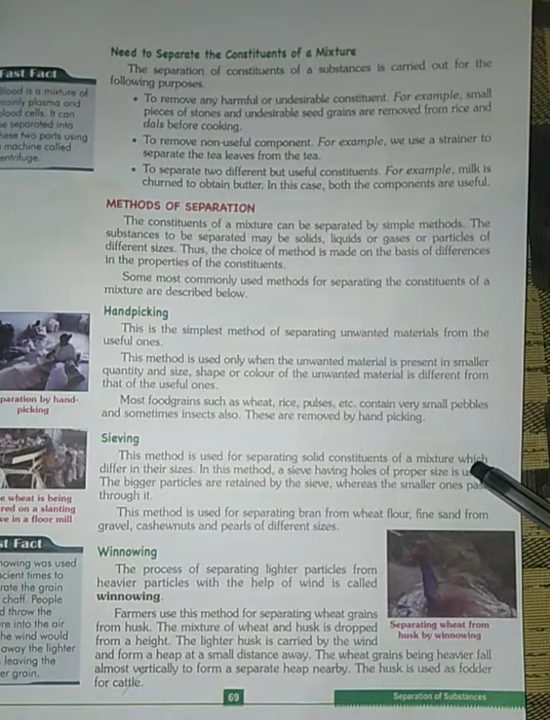 Need to Separate the Constituents of a Mixture
The separation of constituents of a substances is carried out for the
following purposes.
• To remove any harmful or undesirable constituent. For example, small
pieces of stones and undesirable seed grains are removed from rice and
dals before cooking.
• To remove non-useful component. For example, we use a strainer to
separate the tea leaves from the tea.
• To separate two different but useful constituents. For example, milk is
churned to obtain butter. In this case, both the components are useful.
METHODS OF SEPARATION
The constituents of a mixture can be separated by simple methods. The
substances to be separated may be solids, liquids or gases or particles of
different sizes. Thus, the choice of method is made on the basis of differences
in the properties of the constituents.
Some most commonly used methods for separating the constituents of a
mixture are described below.
Handpicking
This is the simplest method of separating unwanted materials from the
useful ones.
This method is used only when the unwanted material is present in smaller
quantity and size, shape or colour of the unwanted material is different from
that of the useful ones.
Most foodgrains such as wheat, rice, pulses, etc. contain very small pebbles
and sometimes insects also. These are removed by hand picking.
Sieving
This method is used for separating solid constituents of a mixture which
differ in their sizes. In this method, a sieve having holes of proper size is
The bigger particles are retained by the sieve, whereas the smaller ones pass
through it.
This method is used for separating bran from wheat flour, fine sand from
gravel, cashewnuts and pearls of different sizes.
Winnowing
The process of separating lighter particles from
heavier particles with the help of wind is called
winnowing.
Farmers use this method for separating wheat grains
from husk. The mixture of wheat and husk is dropped
from a height. The lighter husk is carried by the wind
and form a heap at a small distance away. The wheat grains being heavier fall
almost vertically to form a separate heap nearby. The husk is used as fodder
for cattle.
Separating wheat from
husk by winnowing
Fast Fact
Blood is a mixture of
mainly plasma and
blood cells. It can
be separated into
these two parts using
machine called
entrifuge.
paration by hand-
picking
e wheat is being
red on a slanting
ve in a floor mill
st Fact
nowing was used
ncient times to
rate the grain
chaff. People
d throw the
re into the air
he wind would
away the lighter
leaving the
er grain.
69
Separation of Substances